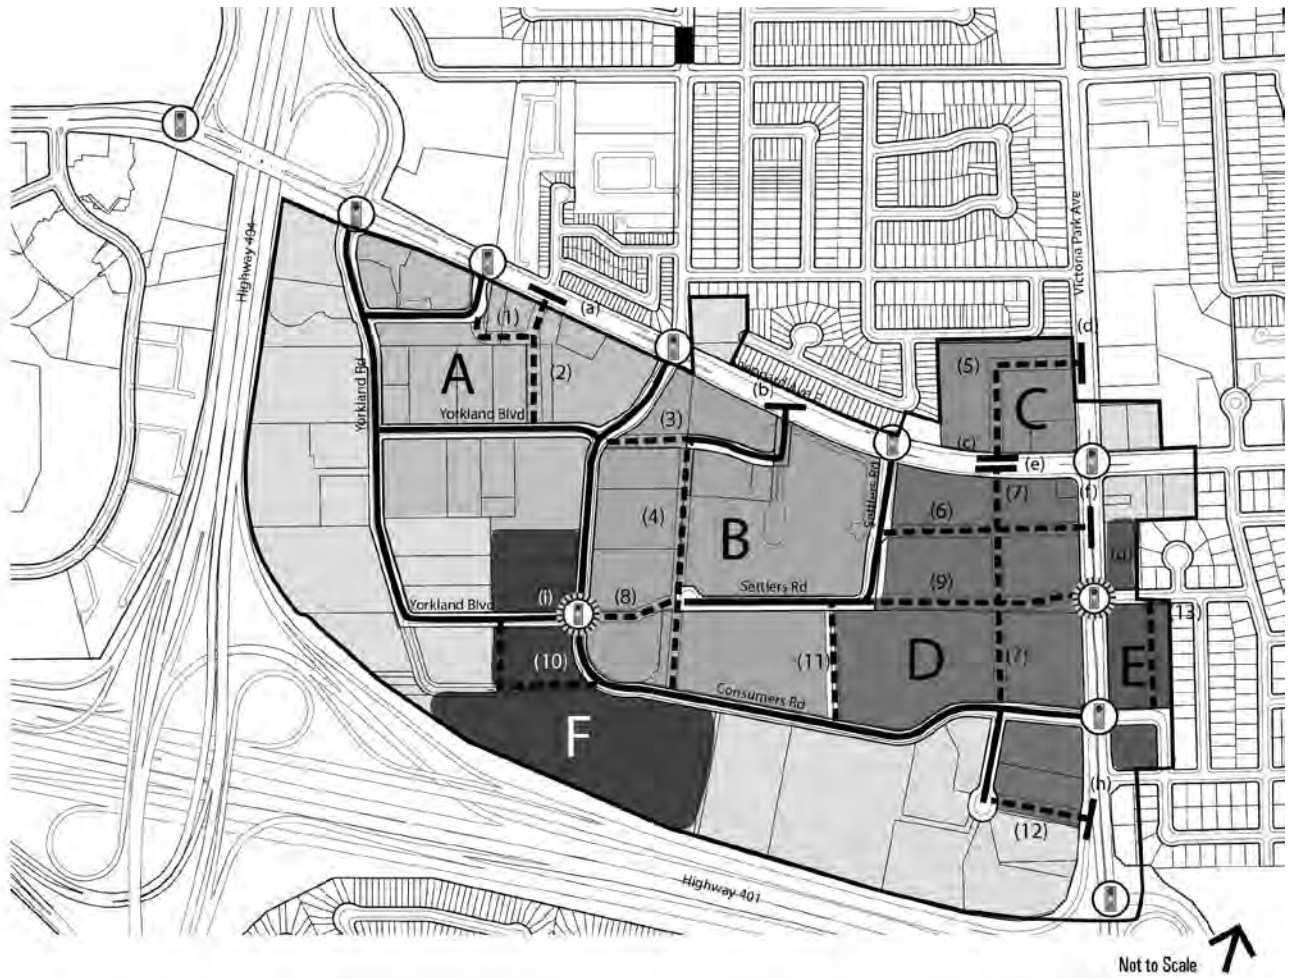 Highway 404
Victoria Park Ave
(a)
(1)
(d)
(2)
A
Yorkland Rd
Yorkland Blvd
(b)
(3)
(5)
C
(c)
(e)
Settlers Rd
(7)
(f)
(4)
(6)
B
(g)
Settlers Rd
(9)
Yorkland Blvd
(i)
(8)
(13)
(10)
(11)
D
(7)
E
Consumers Rd
F
(h)
(12)
Highway 401
Not to Scale